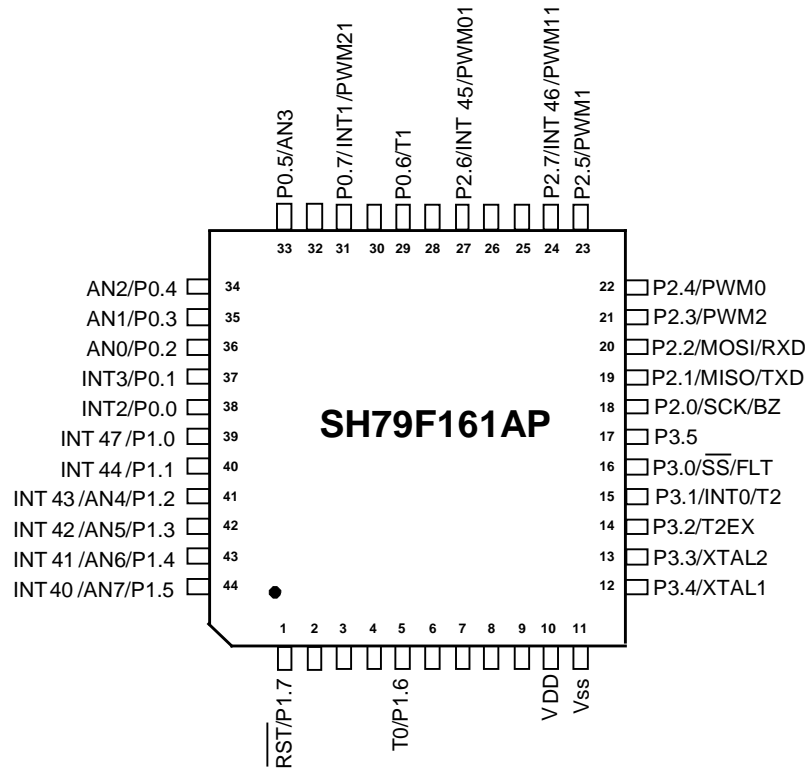 P0.5/AN3
P0.7/INT1/PWM21
P0.6/T1
P2.6/INT 45/PWM01
P2.7/INT 46/PWM11
P2.5/PWM1
33 32 31 30 29 28 27 26 25 24 23
AN2/P0.4 34
AN1/P0.3 35
AN0/P0.2 36
INT3/P0.1 37
INT2/P0.0 38
INT 47/P1.0 39
INT 44/P1.1 40
INT 43/AN4/P1.2 41
INT 42/AN5/P1.3 42
INT 41/AN6/P1.4 43
INT 40/AN7/P1.5 44
SH79F161AP
22 P2.4/PWM0
21 P2.3/PWM2
20 P2.2/MOSI/RXD
19 P2.1/MISO/TXD
18 P2.0/SCK/BZ
17 P3.5
16 P3.0/SS/FLT
15 P3.1/INT0/T2
14 P3.2/T2EX
13 P3.3/XTAL2
12 P3.4/XTAL1
1 2 3 4 5 6 7 8 9 10 11
RST/P1.7
T0/P1.6
VDD
Vss